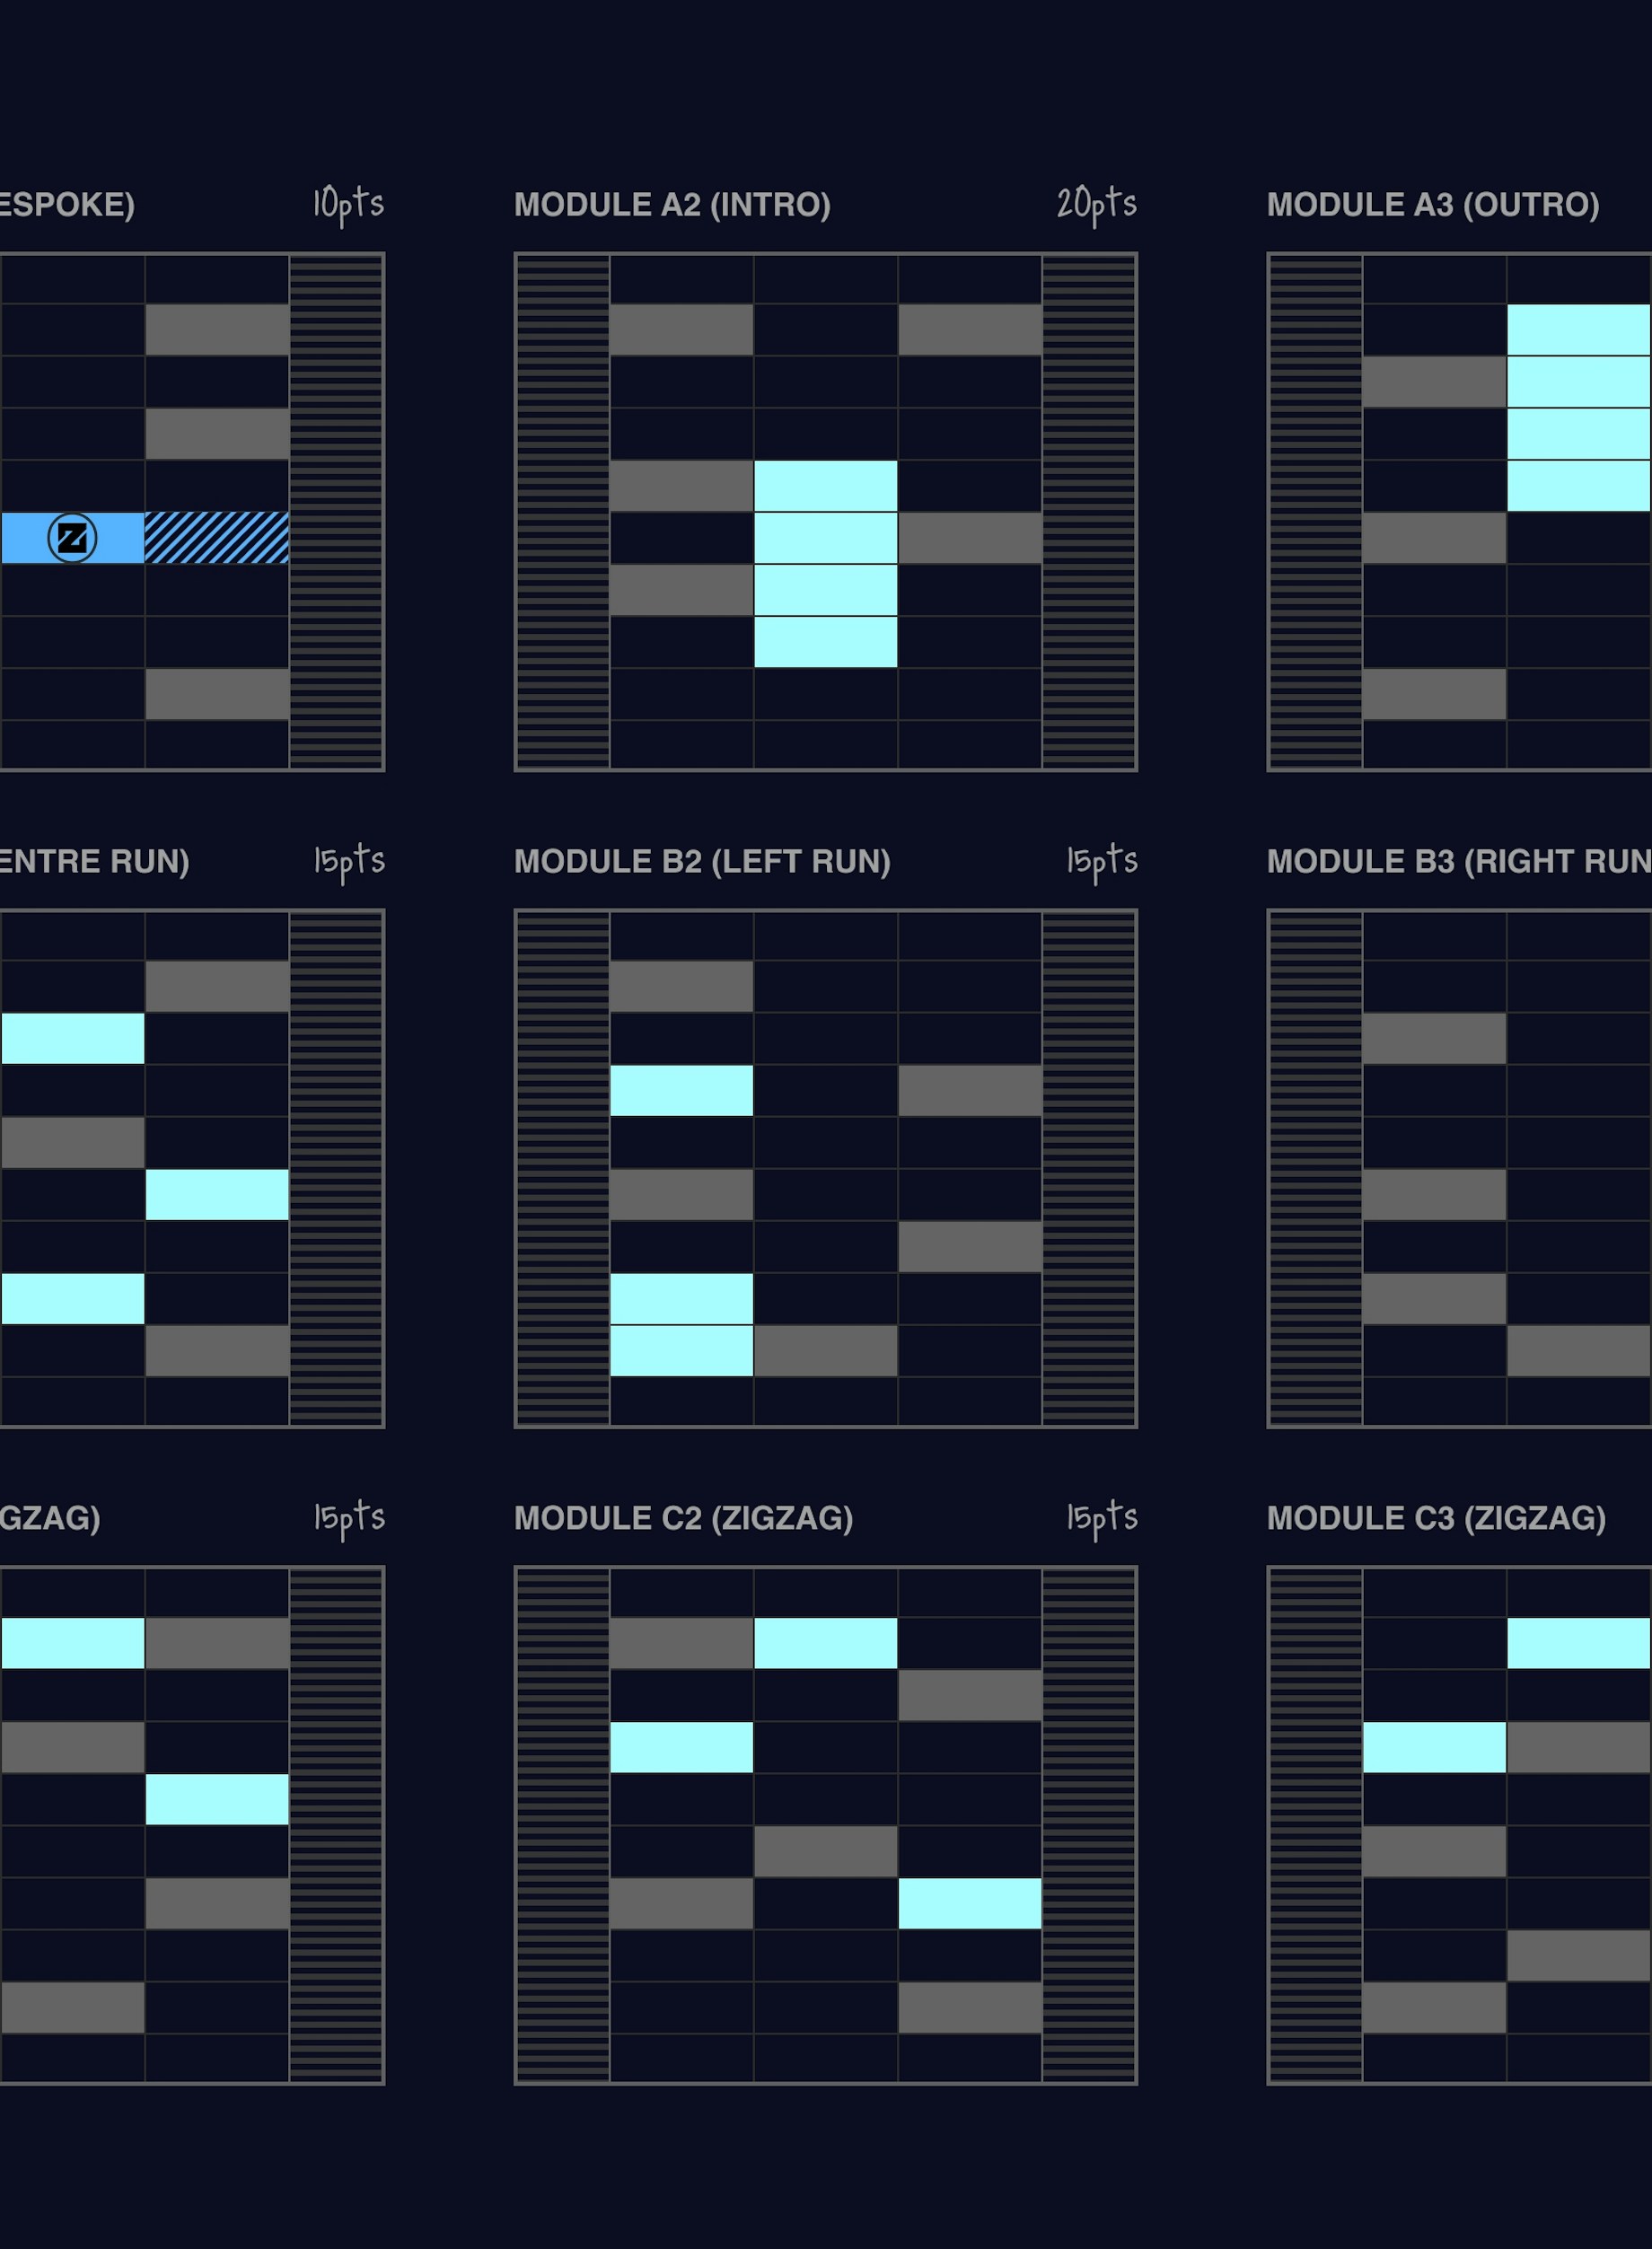 ESPOKE) 10pts MODULE A2 (INTRO) 20pts MODULE A3 (OUTRO)
Z
ENTRE RUN) 15pts MODULE B2 (LEFT RUN) 15pts MODULE B3 (RIGHT RUN
GZAG) 15pts MODULE C2 (ZIGZAG) 15pts MODULE C3 (ZIGZAG)